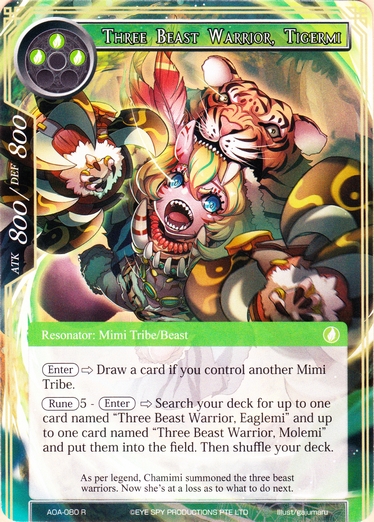 Three Beast Warrior, Tigermi
ATK 800 / DEF 800
Resonator: Mimi Tribe/Beast
Enter ⇨ Draw a card if you control another Mimi
Tribe.
Rune 5 - Enter ⇨ Search your deck for up to one
card named “Three Beast Warrior, Eaglemi” and up
to one card named “Three Beast Warrior, Molemi”
and put them into the field. Then shuffle your deck.
As per legend, Chamimi summoned the three beast
warriors. Now she's at a loss as to what to do next.
AOA-080 R ©EYE SPY PRODUCTIONS PTE LTD Illust/gajumaru